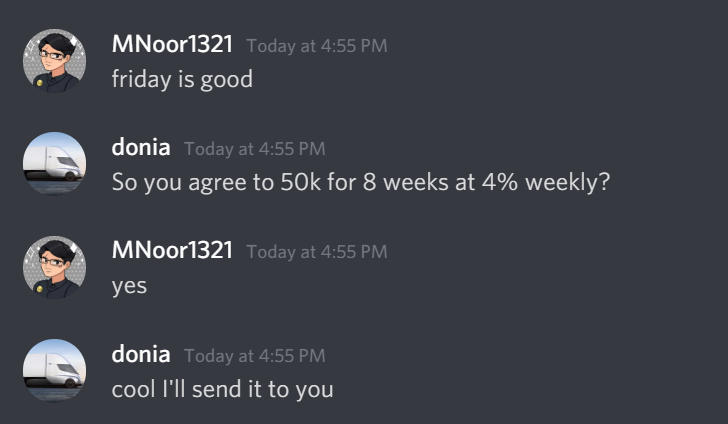 MNoor1321 Today at 4:55 PM
friday is good
donia Today at 4:55 PM
So you agree to 50k for 8 weeks at 4% weekly?
MNoor1321 Today at 4:55 PM
yes
donia Today at 4:55 PM
cool I'll send it to you